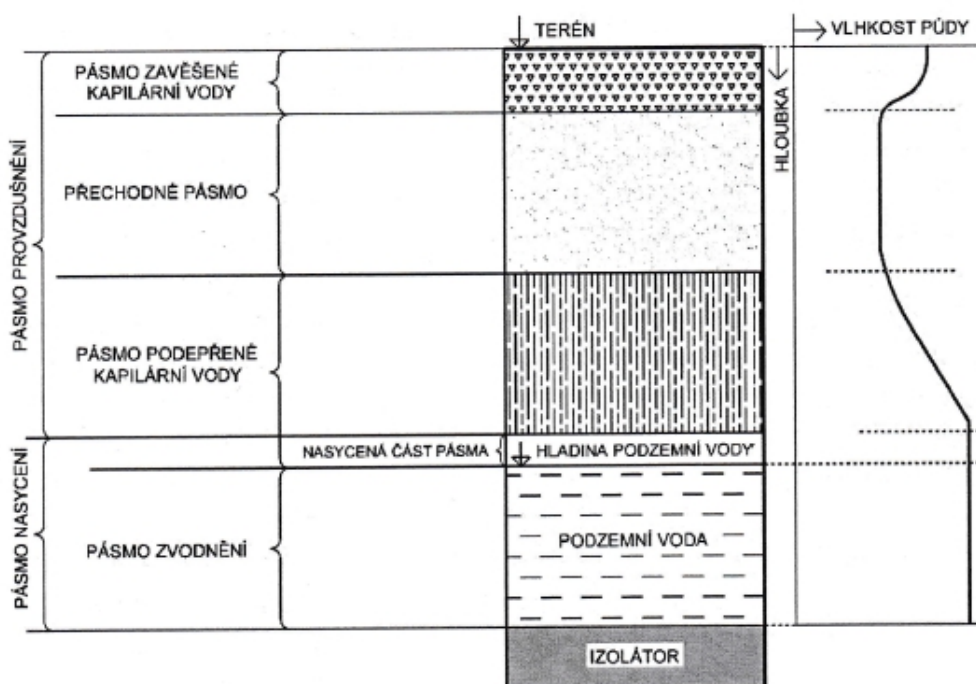 TERÉN
VLHKOST PŮDY
HLOUBKA
PÁSMO PROVZDUŠNĚNÍ
PÁSMO ZAVĚŠENÉ
KAPILÁRNÍ VODY
PŘECHODNÉ PÁSMO
PÁSMO PODEPŘENÉ
KAPILÁRNÍ VODY
PÁSMO NASYCENÍ
NASYCENÁ ČÁST PÁSMA
HLADINA PODZEMNÍ VODY
PÁSMO ZVODNĚNÍ
PODZEMNÍ VODA
IZOLÁTOR